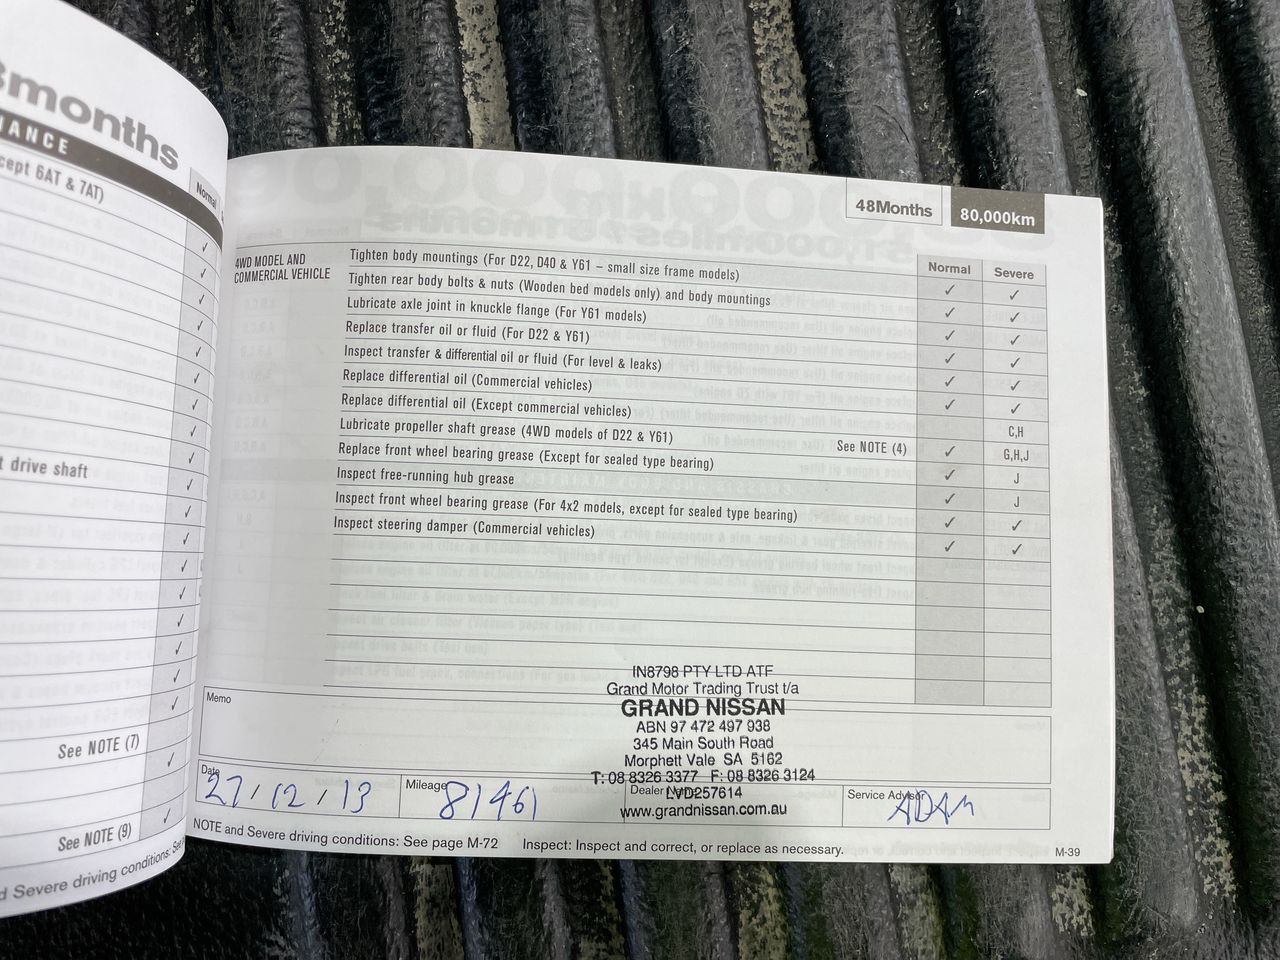 months
cept 6AT & 7AT)
Normal
t drive shaft
See NOTE (7)
See NOTE (9)
d Severe driving conditions:
48Months
80,000km
4WD MODEL AND
COMMERCIAL VEHICLE
Normal Severe
Tighten body mountings (For D22, D40 & Y61 – small size frame models) ✓ ✓
Tighten rear body bolts & nuts (Wooden bed models only) and body mountings ✓ ✓
Lubricate axle joint in knuckle flange (For Y61 models) ✓ ✓
Replace transfer oil or fluid (For D22 & Y61) ✓ ✓
Inspect transfer & differential oil or fluid (For level & leaks) ✓ ✓
Replace differential oil (Commercial vehicles) ✓ ✓
Replace differential oil (Except commercial vehicles) C,H
Lubricate propeller shaft grease (4WD models of D22 & Y61) See NOTE (4) ✓ G,H,J
Replace front wheel bearing grease (Except for sealed type bearing) ✓ J
Inspect free-running hub grease ✓ J
Inspect front wheel bearing grease (For 4x2 models, except for sealed type bearing) ✓ ✓
Inspect steering damper (Commercial vehicles) ✓ ✓
IN8798 PTY LTD ATF
Grand Motor Trading Trust t/a
GRAND NISSAN
ABN 97 472 497 938
345 Main South Road
Morphett Vale SA 5162
T: 08 8326 3377 F: 08 8326 3124
LVD257614
www.grandnissan.com.au
Memo
Date 27/12/13
Mileage 81461
Dealer Name
Service Advisor ADAM
NOTE and Severe driving conditions: See page M-72 Inspect: Inspect and correct, or replace as necessary.
M-39